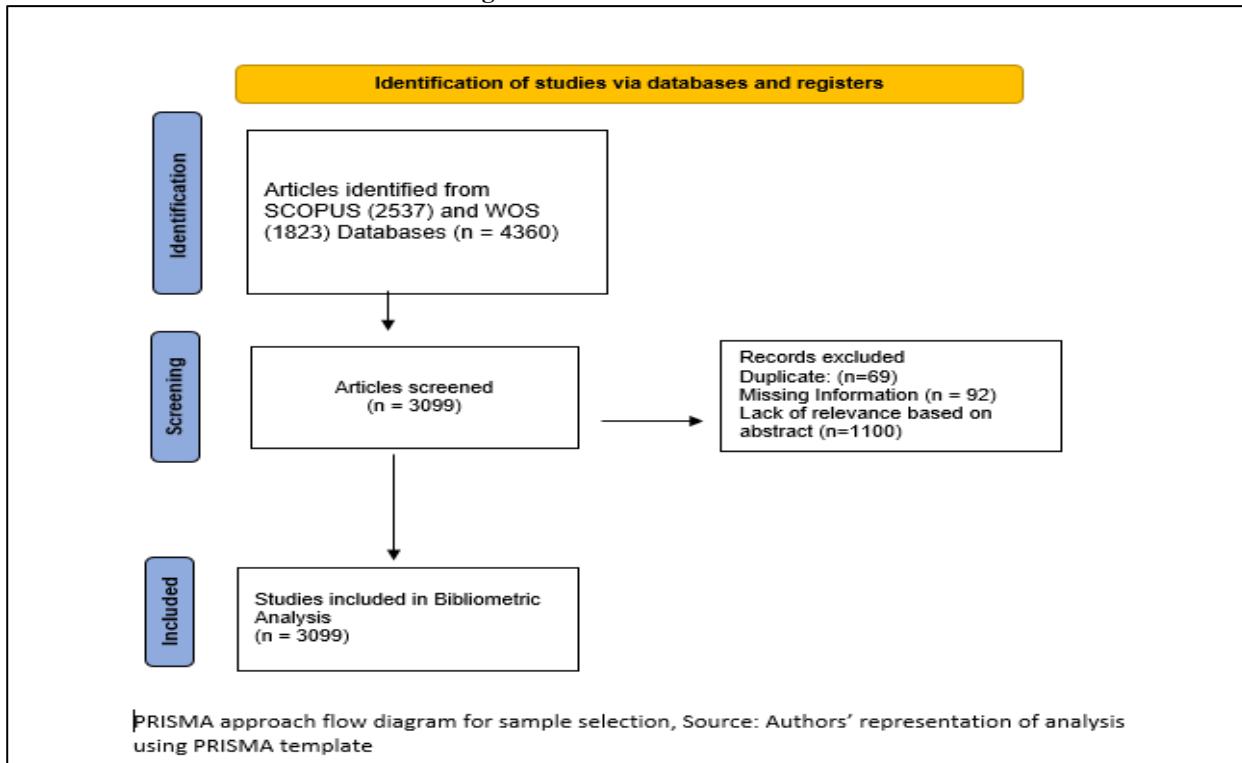 Identification of studies via databases and registers
Identification
Articles identified from
SCOPUS (2537) and WOS
(1823) Databases (n = 4360)
Screening
Articles screened
(n = 3099)
Records excluded
Duplicate: (n=69)
Missing Information (n = 92)
Lack of relevance based on
abstract (n=1100)
Included
Studies included in Bibliometric
Analysis
(n = 3099)
PRISMA approach flow diagram for sample selection, Source: Authors’ representation of analysis
using PRISMA template